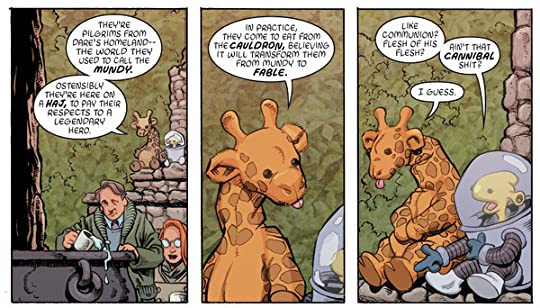 THEY'RE
PILGRIMS FROM
DARE'S HOMELAND--
THE WORLD THEY
USED TO CALL THE
MUNDY.
OSTENSIBLY
THEY'RE HERE ON
A HAJ, TO PAY THEIR
RESPECTS TO A
LEGENDARY
HERO.
IN PRACTICE,
THEY COME TO EAT FROM
THE CAULDRON, BELIEVING
IT WILL TRANSFORM THEM
FROM MUNDY TO
FABLE.
LIKE
COMMUNION?
FLESH OF HIS
FLESH?
AIN'T THAT
CANNIBAL
SHIT?
I GUESS.